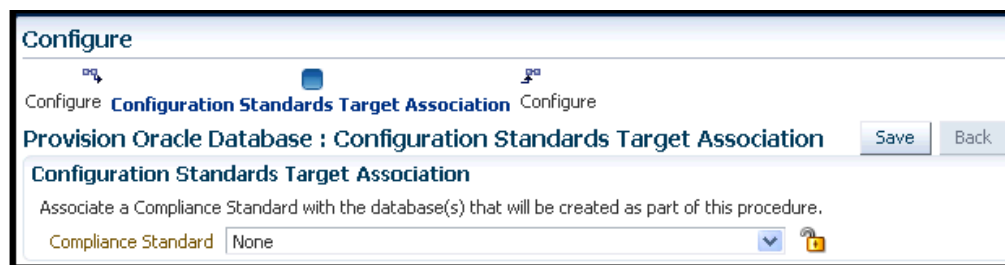 Configure
Configure Configuration Standards Target Association Configure
Provision Oracle Database : Configuration Standards Target Association Save Back
Configuration Standards Target Association
Associate a Compliance Standard with the database(s) that will be created as part of this procedure.
Compliance Standard None